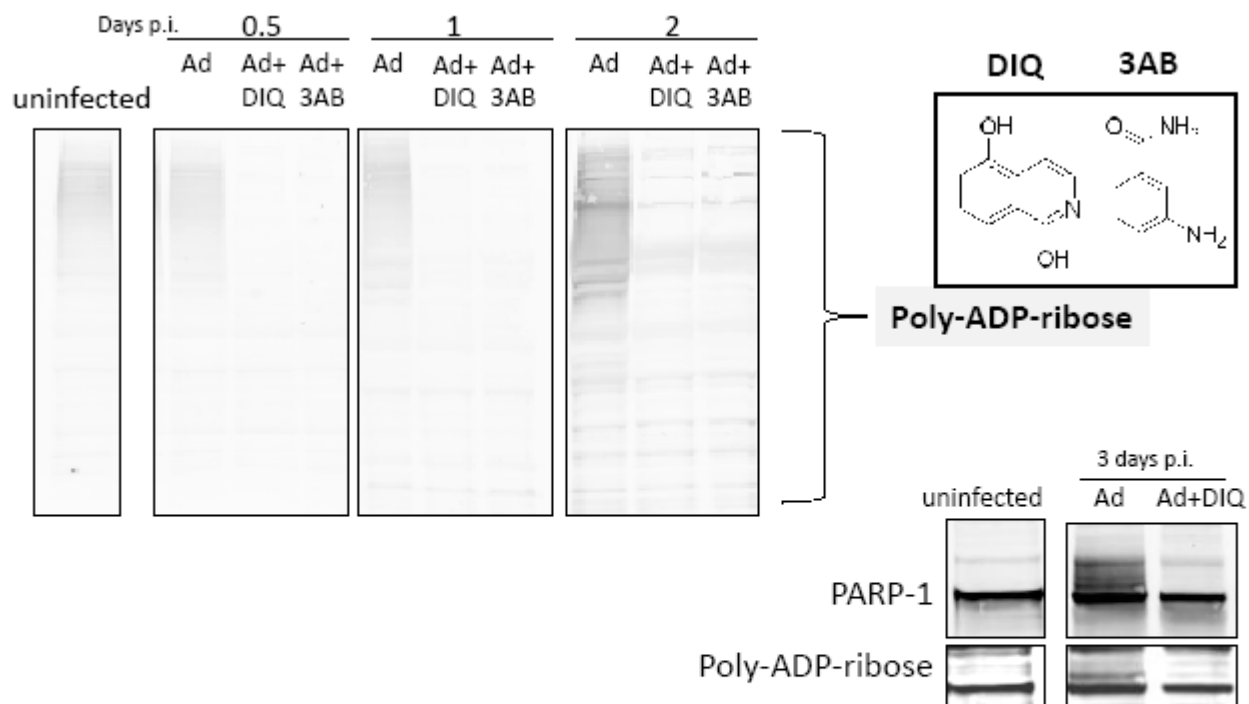 Days p.i. 0.5 1 2
Ad Ad+ Ad+ Ad Ad+ Ad+ Ad Ad+ Ad+
uninfected DIQ 3AB DIQ 3AB DIQ 3AB
DIQ 3AB
OH O NH₂
N
NH₂
OH
Poly-ADP-ribose
3 days p.i.
uninfected Ad Ad+DIQ
PARP-1
Poly-ADP-ribose